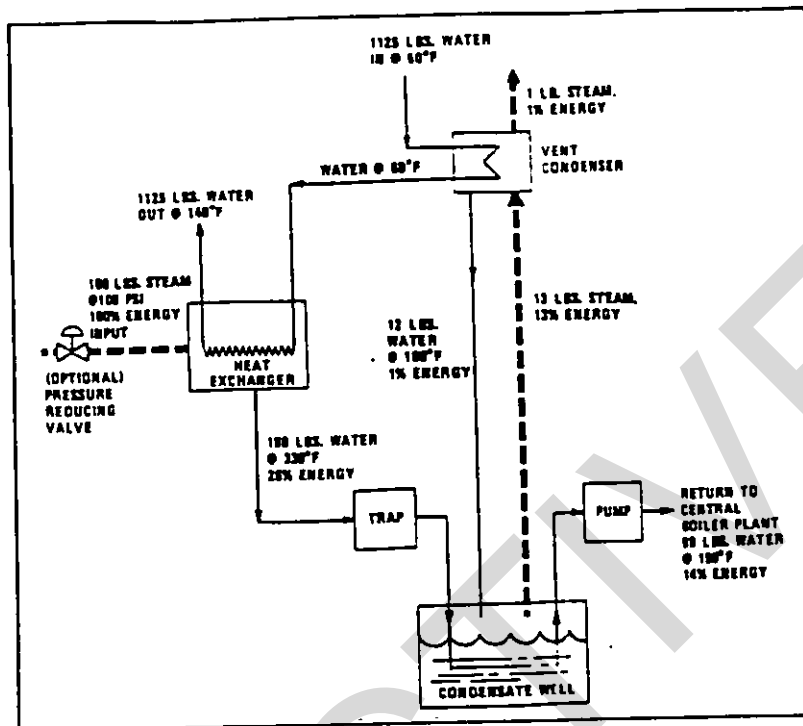 1125 LBS. WATER
IN @ 60°F
1 LB. STEAM,
1% ENERGY
VENT
CONDENSER
WATER @
1125 LBS. WATER
OUT @ 140°F
100 LBS. STEAM
@100 PSI
100% ENERGY
INPUT
(OPTIONAL)
PRESSURE
REDUCING
VALVE
HEAT
EXCHANGER
12 LBS.
WATER
@ 190°F
1% ENERGY
13 LBS. STEAM,
13% ENERGY
100 LBS. WATER
@ 330°F
ENERGY
TRAP
PUMP
RETURN TO
CENTRAL
BOILER PLANT
99 LBS. WATER
@ 190°F
14% ENERGY
CONDENSATE WELL
TIVE